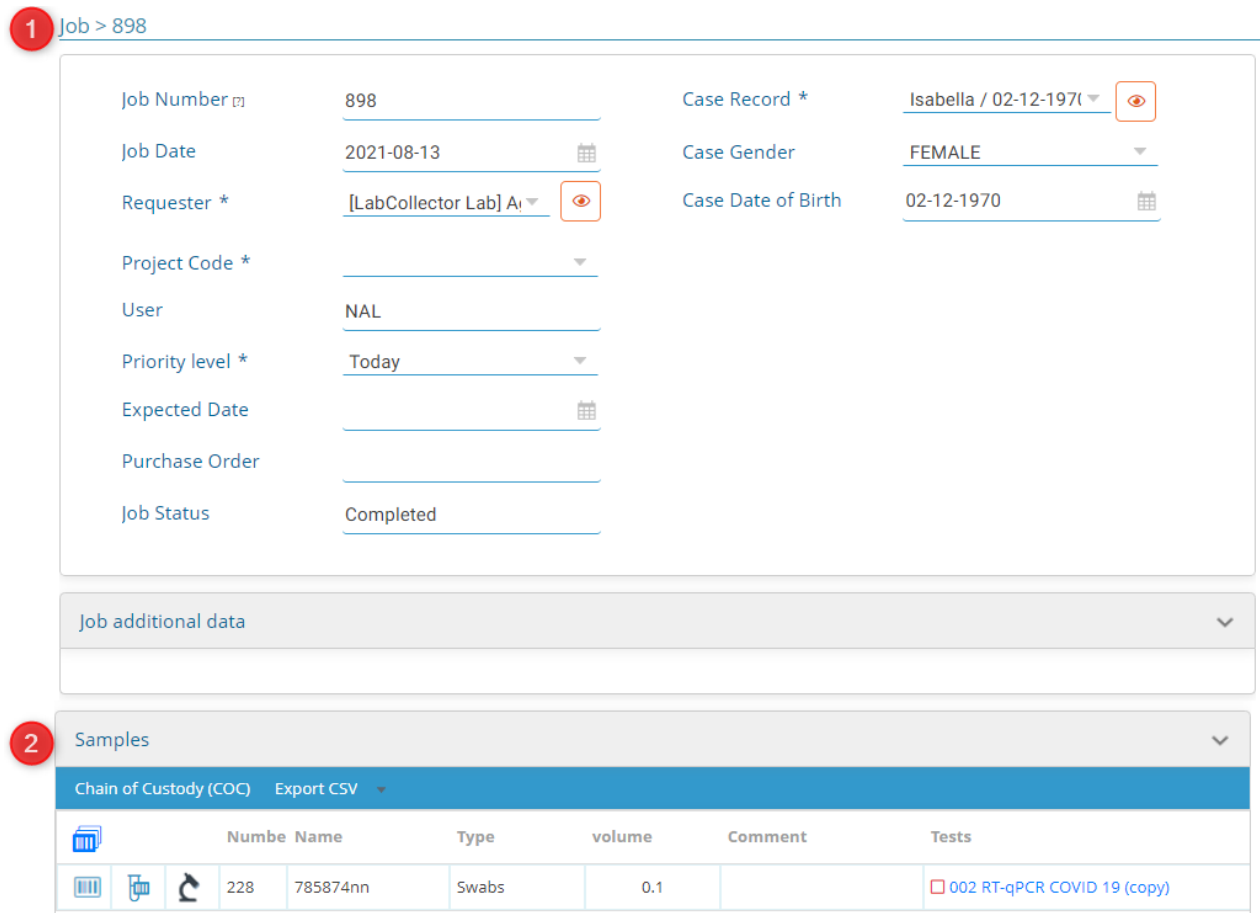 1 Job > 898
Job Number [?] 898 Case Record * Isabella / 02-12-197(
Job Date 2021-08-13 Case Gender FEMALE
Requester * [LabCollector Lab] A Case Date of Birth 02-12-1970
Project Code *
User NAL
Priority level * Today
Expected Date
Purchase Order
Job Status Completed
Job additional data
2 Samples
Chain of Custody (COC) Export CSV
Numbe Name Type volume Comment Tests
228 785874nn Swabs 0.1 002 RT-qPCR COVID 19 (copy)